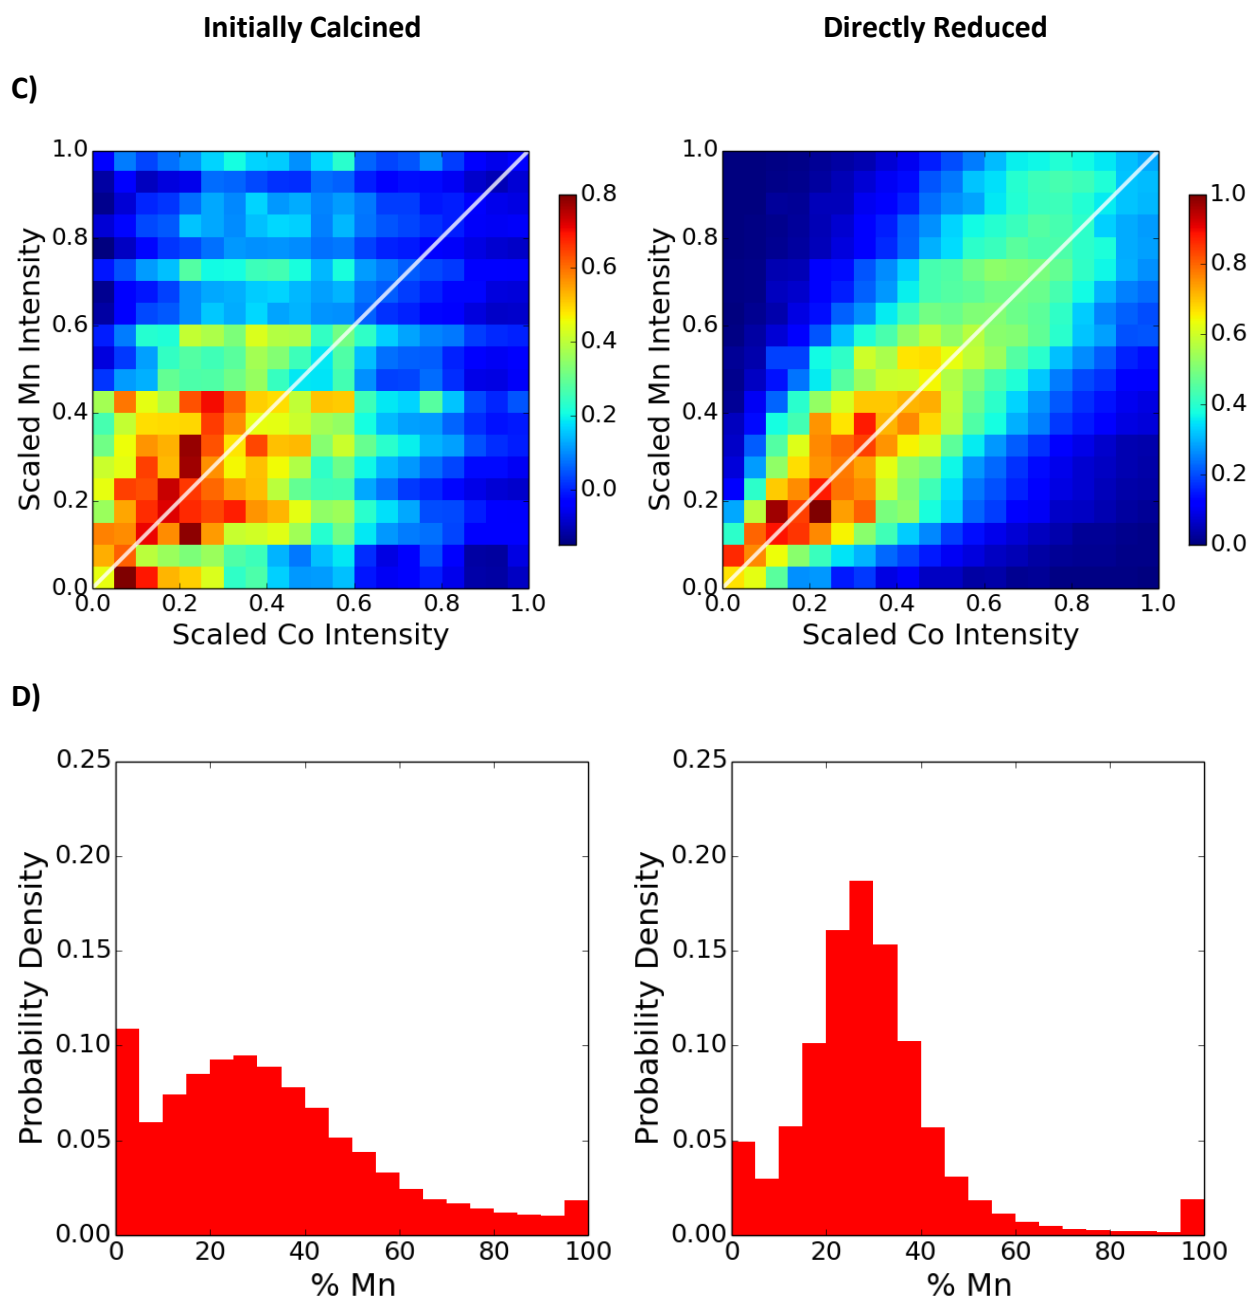 Initially Calcined
Directly Reduced
C)
Scaled Mn Intensity
1.0
0.8
0.6
0.4
0.2
0.0
0.0 0.2 0.4 0.6 0.8 1.0
Scaled Co Intensity
0.8
0.6
0.4
0.2
0.0
Scaled Mn Intensity
1.0
0.8
0.6
0.4
0.2
0.0
0.0 0.2 0.4 0.6 0.8 1.0
Scaled Co Intensity
1.0
0.8
0.6
0.4
0.2
0.0
D)
Probability Density
0.25
0.20
0.15
0.10
0.05
0.00
0 20 40 60 80 100
% Mn
Probability Density
0.25
0.20
0.15
0.10
0.05
0.00
0 20 40 60 80 100
% Mn